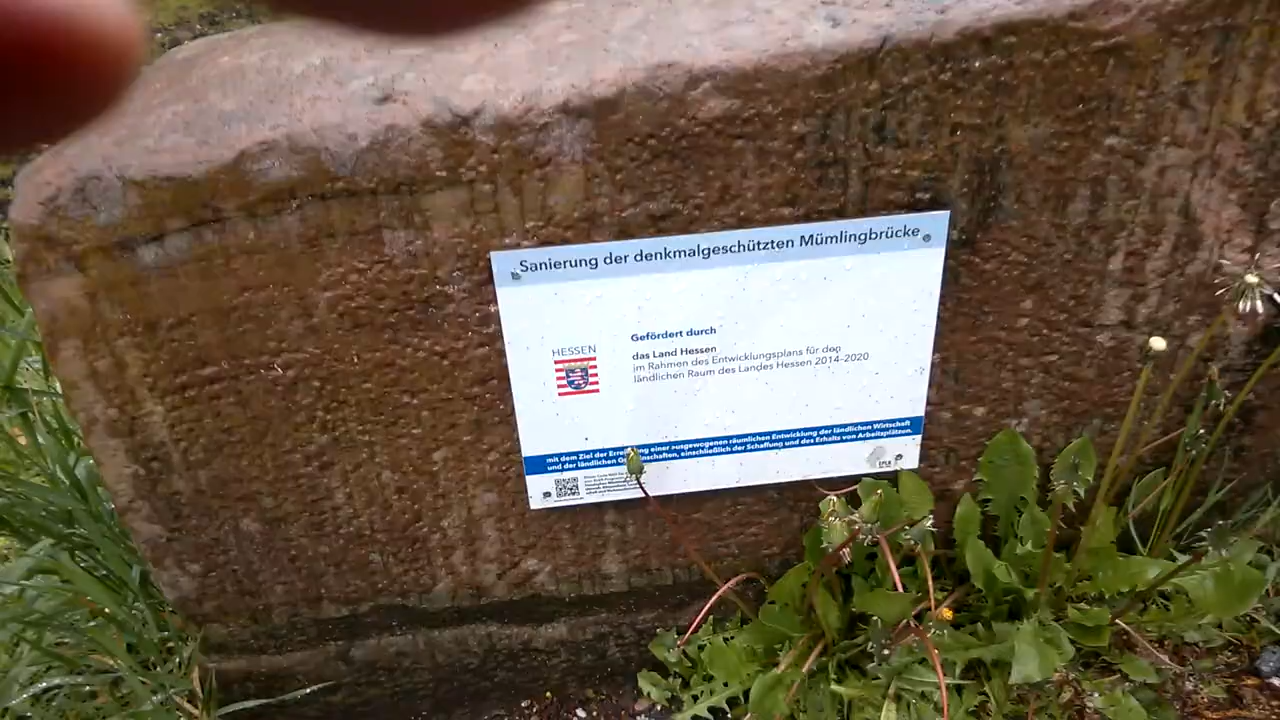 Sanierung der denkmalgeschützten Mümlingbrücke
HESSEN
Gefördert durch
das Land Hessen
im Rahmen des Entwicklungsplans für den
ländlichen Raum des Landes Hessen 2014-2020
mit dem Ziel der einer ausgewogenen räumlichen Entwicklung der ländlichen Wirtschaft
und der ländlichen einschließlich der Schaffung und des Erhalts von Arbeitsplätzen.
EPLR